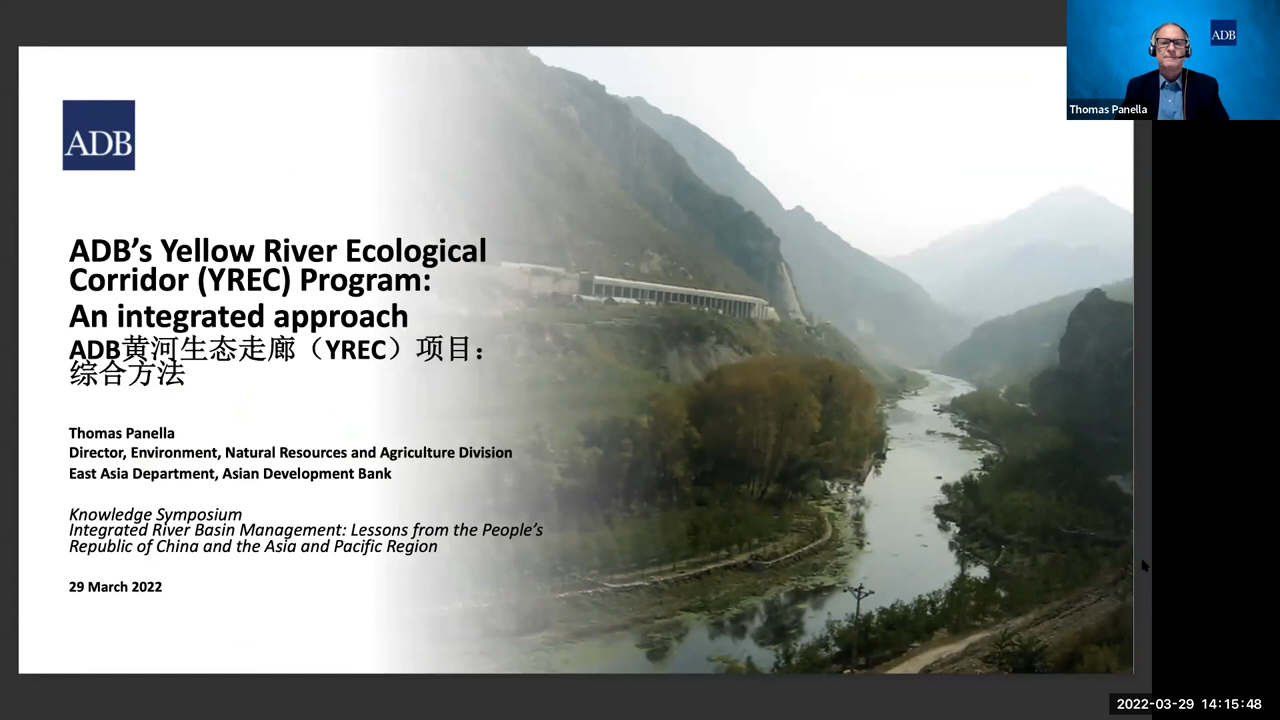 ADB
ADB’s Yellow River Ecological
Corridor (YREC) Program:
An integrated approach
ADB黄河生态走廊（YREC）项目：
综合方法
Thomas Panella
Director, Environment, Natural Resources and Agriculture Division
East Asia Department, Asian Development Bank
Knowledge Symposium
Integrated River Basin Management: Lessons from the People’s
Republic of China and the Asia and Pacific Region
29 March 2022
ADB
Thomas Panella
2022-03-29 14:15:48